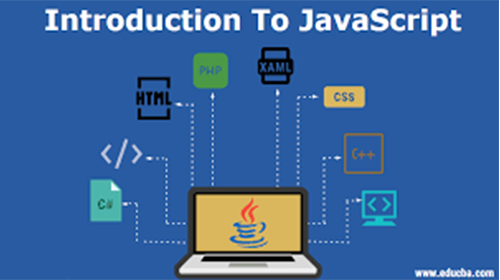 Introduction To JavaScript
PHP
XAML
HTML
CSS
</>
C++
C#
www.educba.com